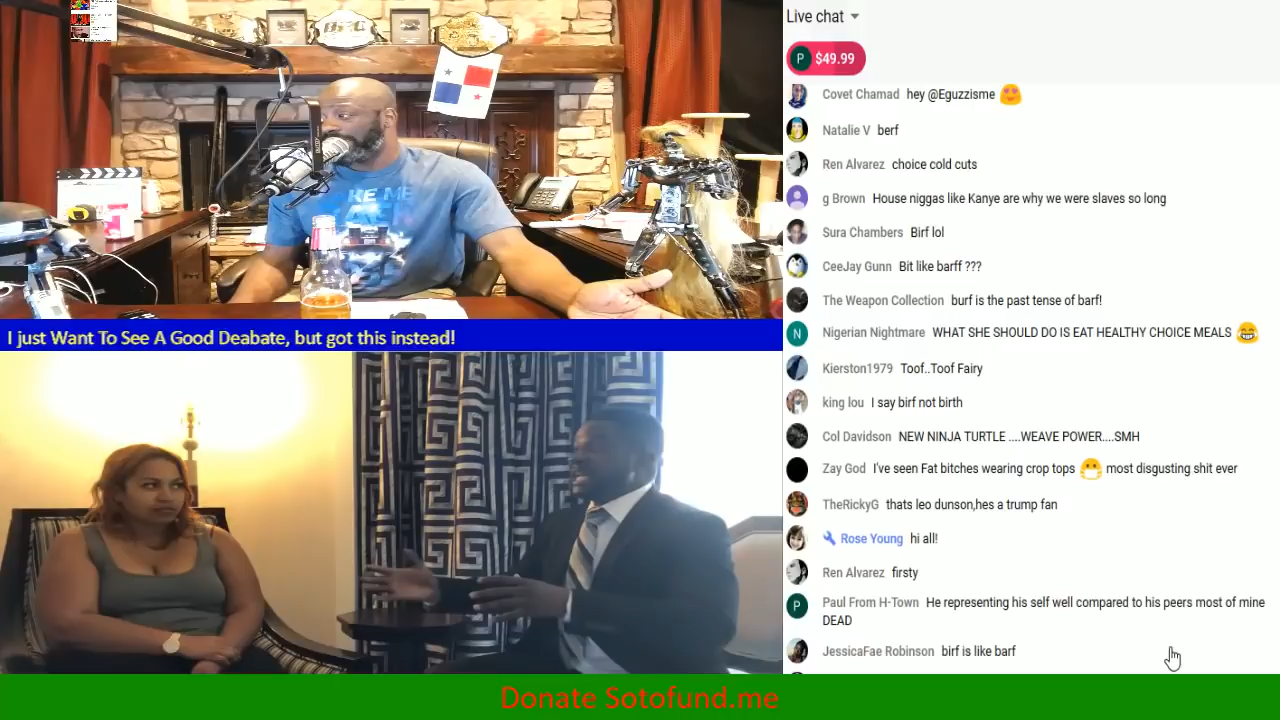 UFC
KE ME
I just Want To See A Good Deabate, but got this instead!
Live chat
P $49.99
Covet Chamad hey @Eguzzisme 😍
Natalie V berf
Ren Alvarez choice cold cuts
g Brown House niggas like Kanye are why we were slaves so long
Sura Chambers Birf lol
CeeJay Gunn Bit like barff ???
The Weapon Collection burf is the past tense of barf!
N Nigerian Nightmare WHAT SHE SHOULD DO IS EAT HEALTHY CHOICE MEALS 😂
Kierston1979 Toof..Toof Fairy
king lou I say birf not birth
Col Davidson NEW NINJA TURTLE ....WEAVE POWER....SMH
Zay God I've seen Fat bitches wearing crop tops 😷 most disgusting shit ever
TheRickyG thats leo dunson,hes a trump fan
Rose Young hi all!
Ren Alvarez firsty
P Paul From H-Town He representing his self well compared to his peers most of mine
DEAD
JessicaFae Robinson birf is like barf
Donate Sotofund.me